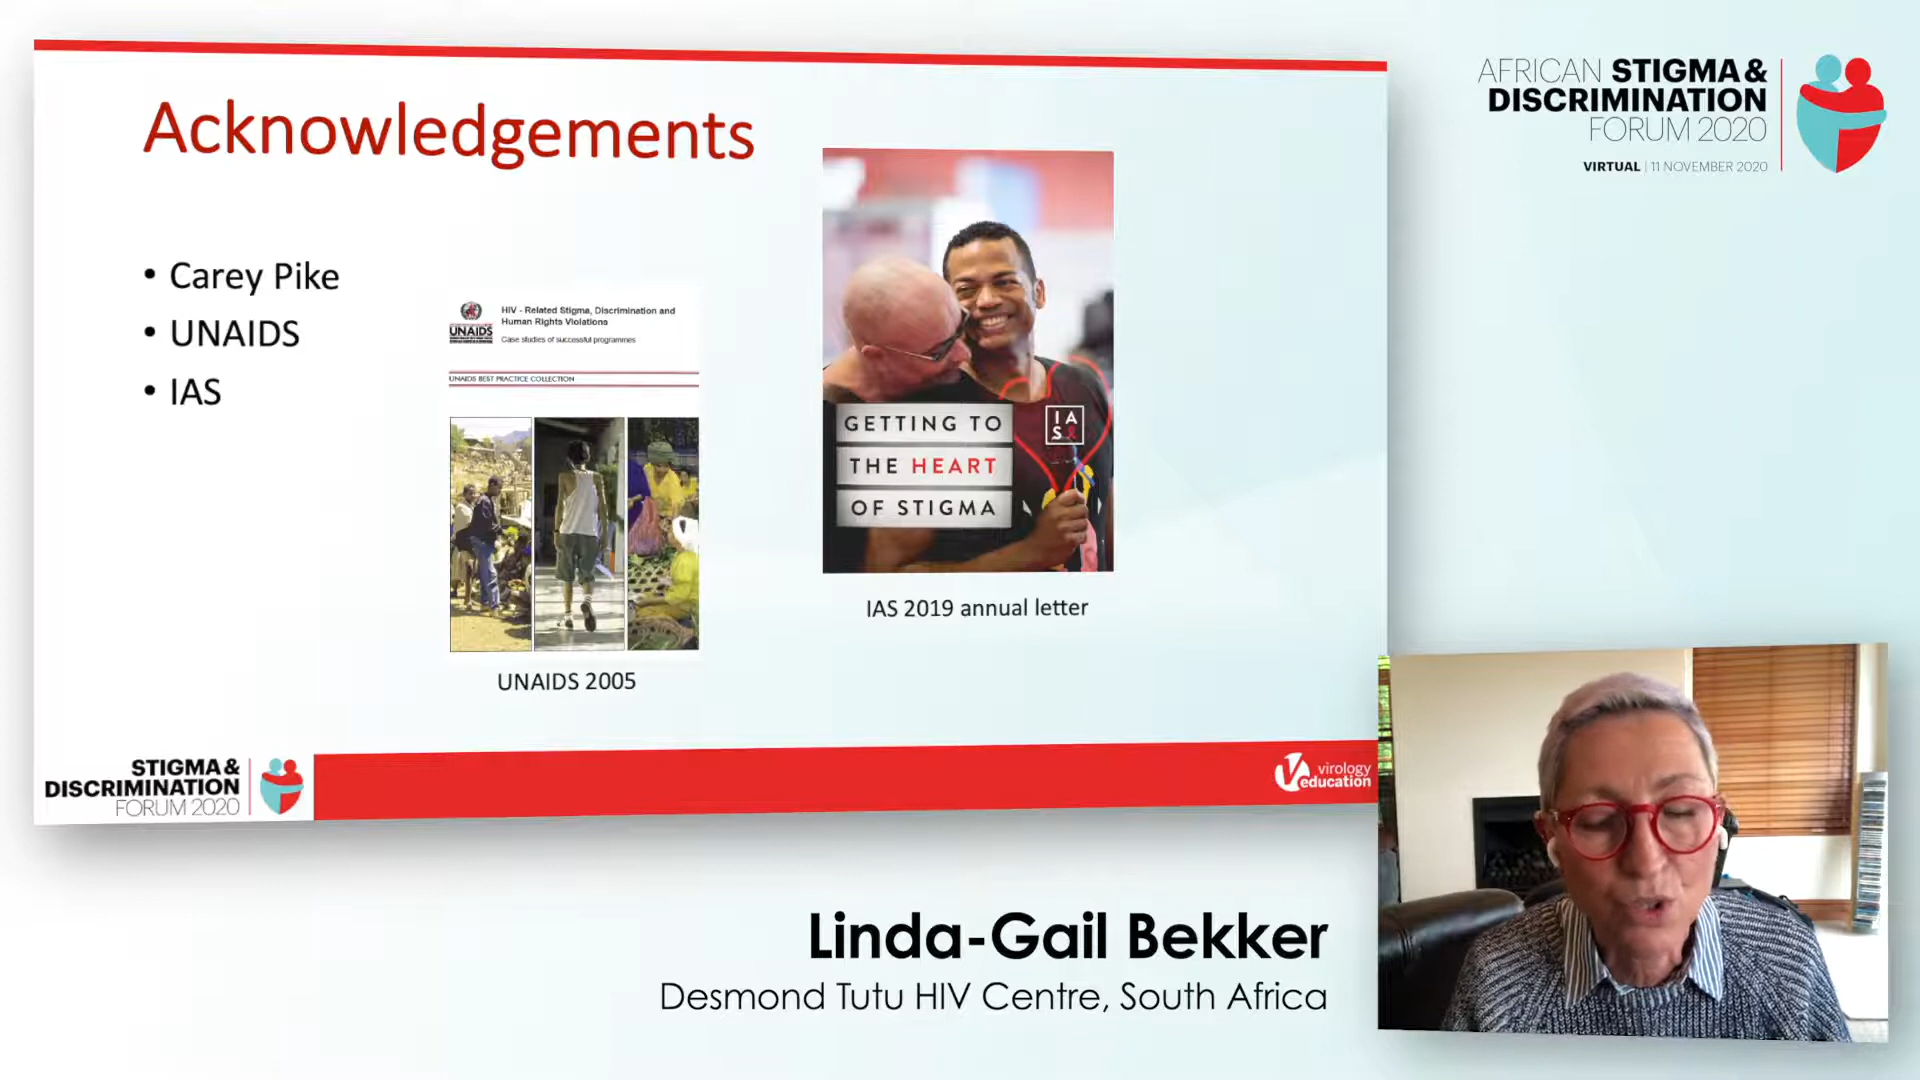 Acknowledgements
• Carey Pike
• UNAIDS
• IAS
UNAIDS
HIV - Related Stigma, Discrimination and
Human Rights Violations
Case studies of successful programmes
UNAIDS BEST PRACTICE COLLECTION
UNAIDS 2005
GETTING TO
THE HEART
OF STIGMA
IA
S
IAS 2019 annual letter
STIGMA &
DISCRIMINATION
FORUM 2020
virology
education
AFRICAN STIGMA &
DISCRIMINATION
FORUM 2020
VIRTUAL | 11 NOVEMBER 2020
Linda-Gail Bekker
Desmond Tutu HIV Centre, South Africa